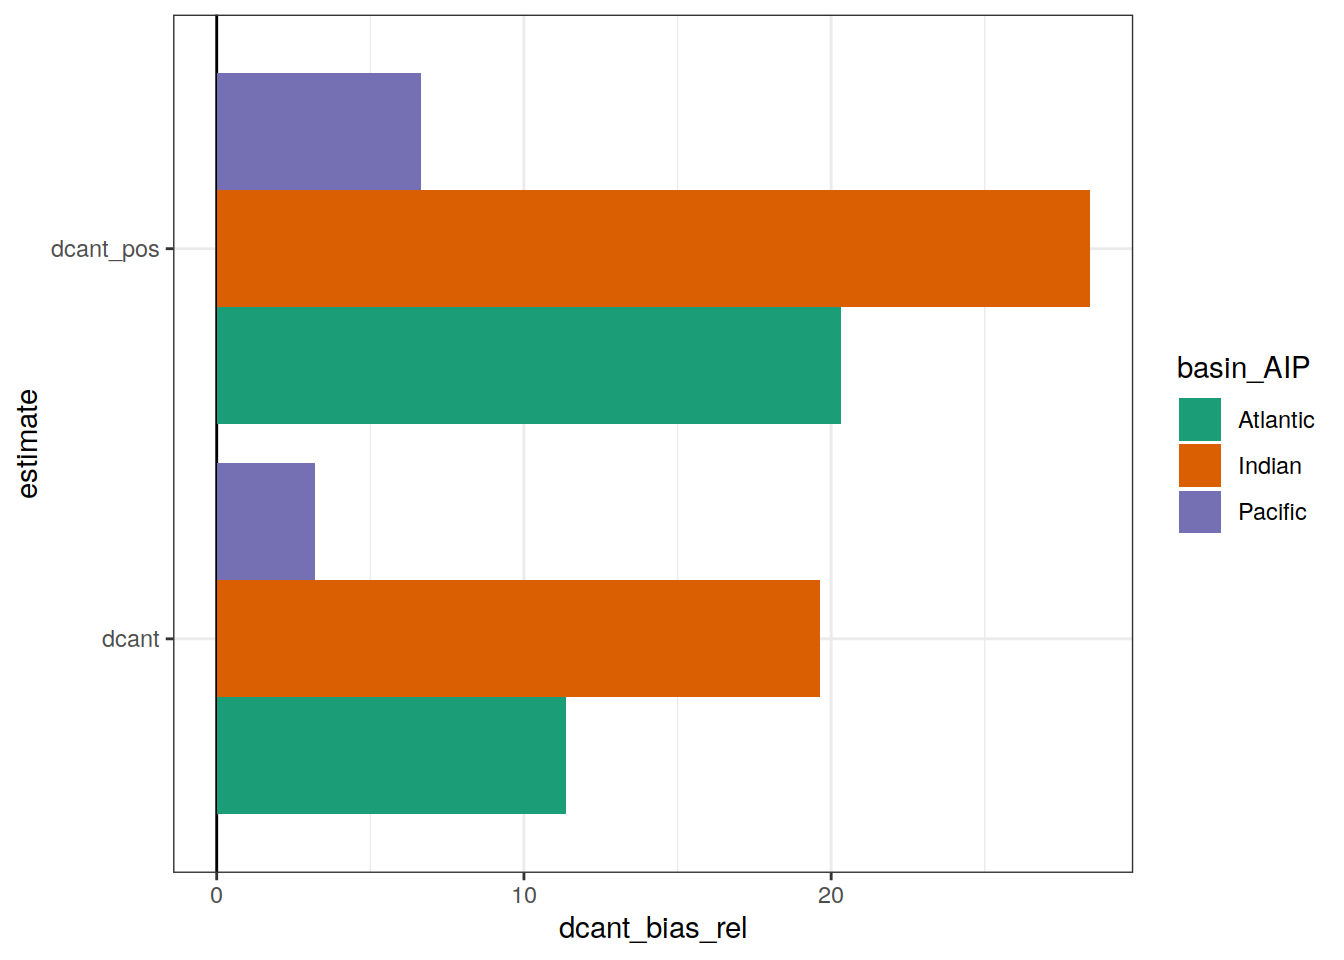 dcant_pos
dcant
estimate
0 10 20
dcant_bias_rel
basin_AIP
Atlantic
Indian
Pacific